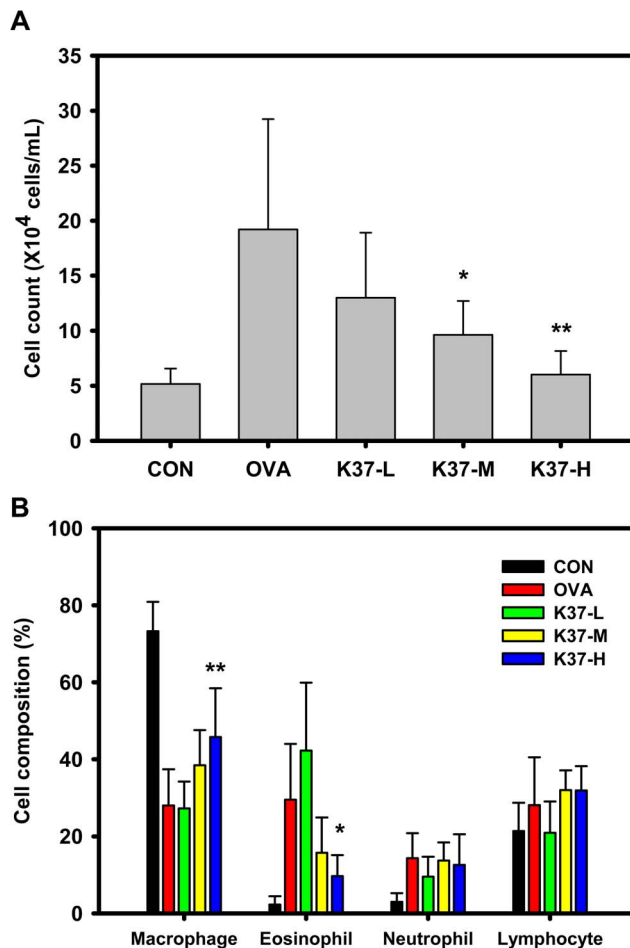 A
Cell count (X10⁴ cells/mL)
35
30
25
20
15
10
5
0
*
**
CON OVA K37-L K37-M K37-H
B
Cell composition (%)
100
80
60
40
20
0
CON
OVA
K37-L
K37-M
K37-H
**
*
Macrophage Eosinophil Neutrophil Lymphocyte